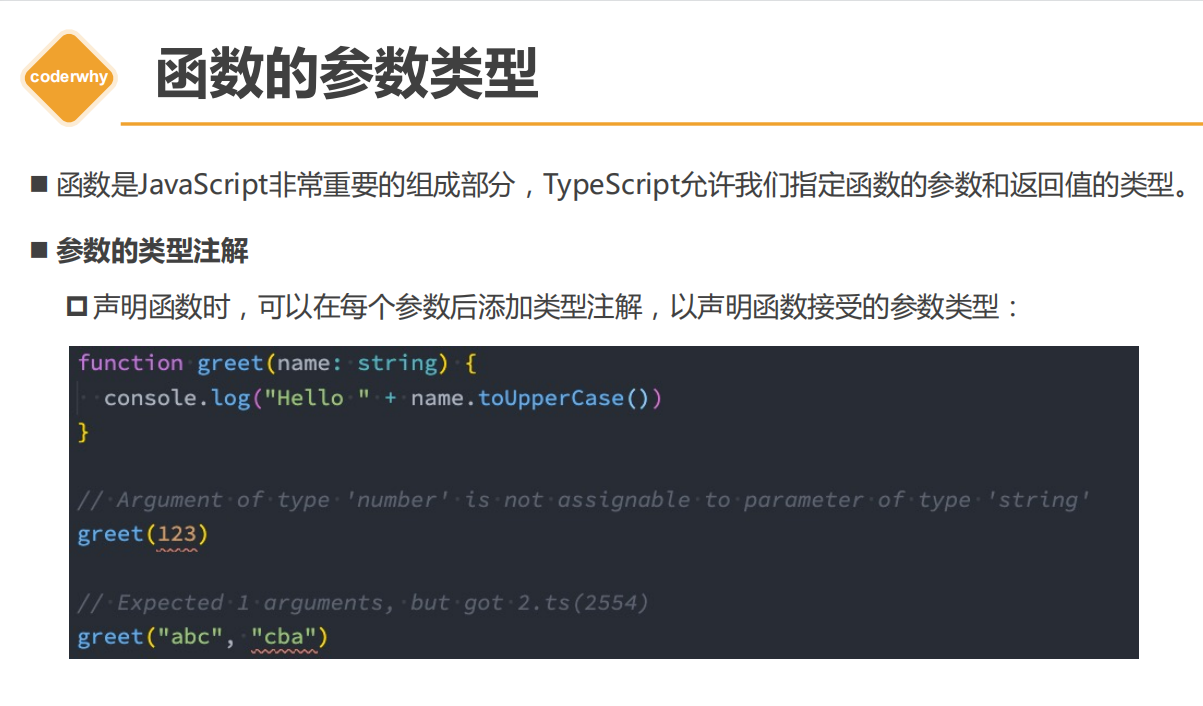 coderwhy
函数的参数类型
函数是JavaScript非常重要的组成部分，TypeScript允许我们指定函数的参数和返回值的类型。
参数的类型注解
声明函数时，可以在每个参数后添加类型注解，以声明函数接受的参数类型：
function greet(name: string) {
  console.log("Hello " + name.toUpperCase())
}
// Argument of type 'number' is not assignable to parameter of type 'string'
greet(123)
// Expected 1 arguments, but got 2.ts(2554)
greet("abc", "cba")